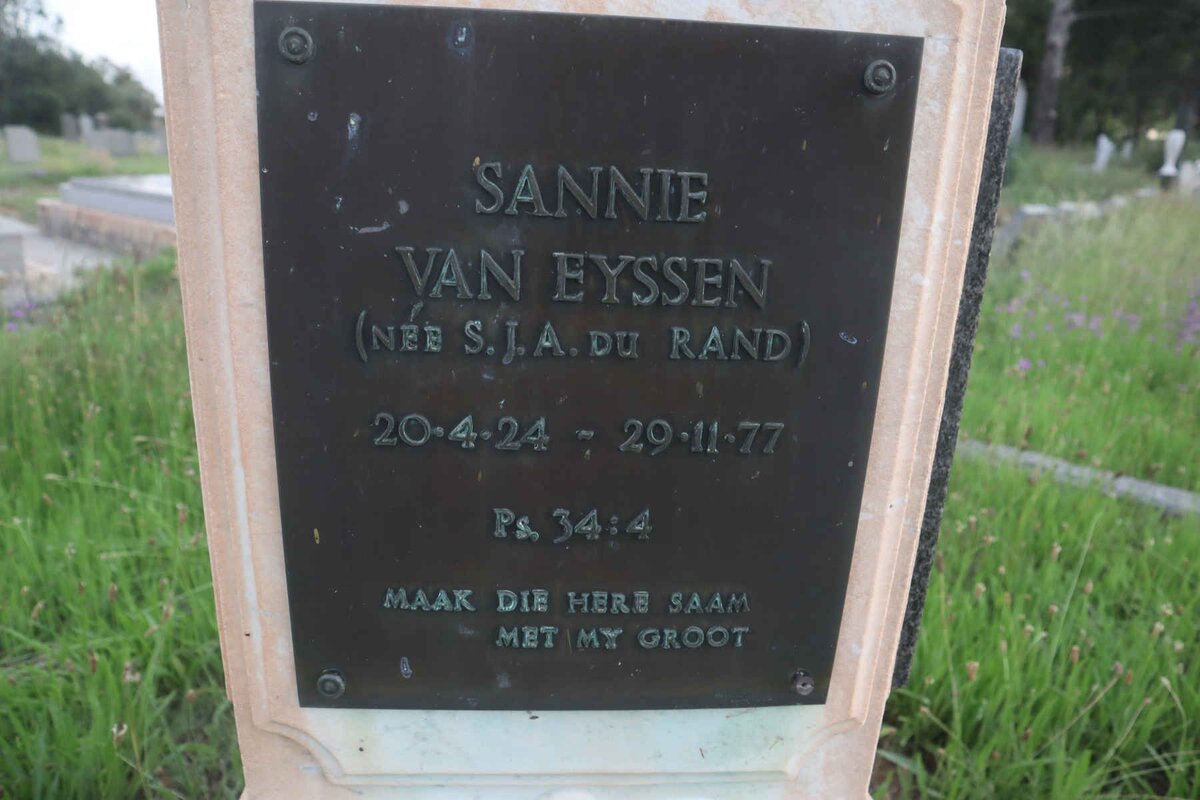 SANNIE
VAN EYSSEN
(NÉE S.J.A. DU RAND)
20·4·24 - 29·11·77
Ps. 34:4
MAAK DIE HERE SAAM
MET MY GROOT